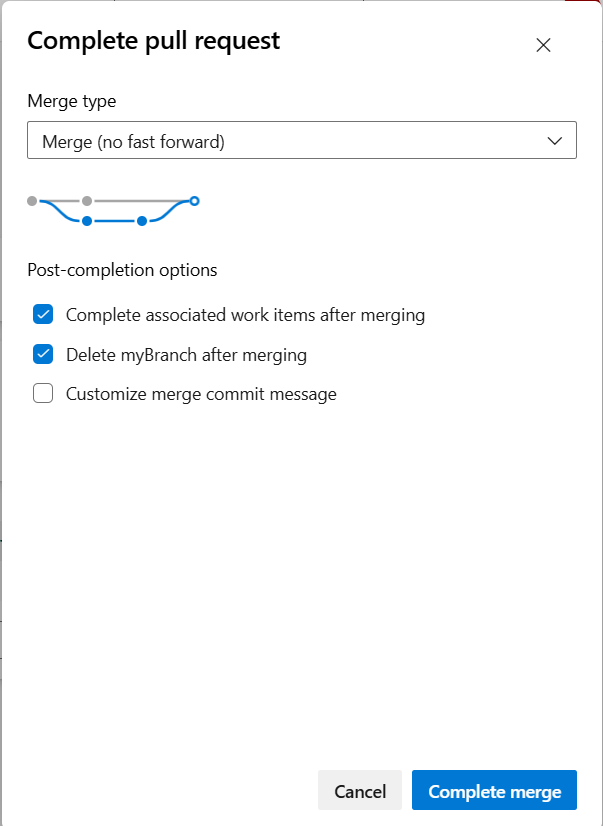 Complete pull request
Merge type
Merge (no fast forward)
Post-completion options
Complete associated work items after merging
Delete myBranch after merging
Customize merge commit message
Cancel
Complete merge